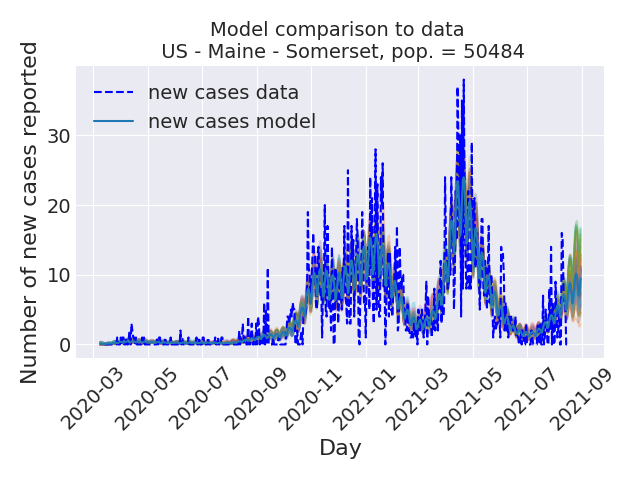 Model comparison to data
US - Maine - Somerset, pop. = 50484
new cases data
new cases model
Number of new cases reported
30
20
10
0
2020-03
2020-05
2020-07
2020-09
2020-11
2021-01
2021-03
2021-05
2021-07
2021-09
Day